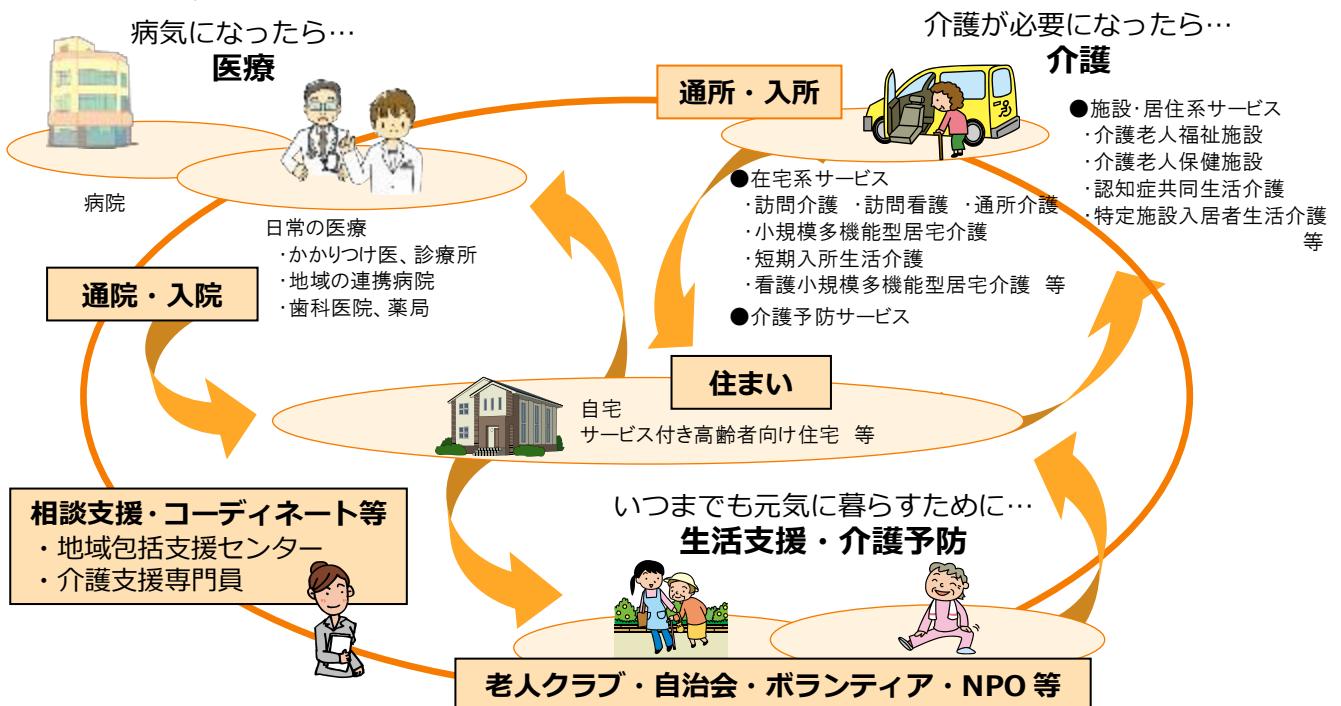 病気になったら…
医療
病院
日常の医療
・かかりつけ医、診療所
・地域の連携病院
・歯科医院、薬局
通院・入院
介護が必要になったら…
介護
通所・入所
●在宅系サービス
・訪問介護 ・訪問看護 ・通所介護
・小規模多機能型居宅介護
・短期入所生活介護
・看護小規模多機能型居宅介護 等
●介護予防サービス
●施設・居住系サービス
・介護老人福祉施設
・介護老人保健施設
・認知症共同生活介護
・特定施設入居者生活介護
等
住まい
自宅
サービス付き高齢者向け住宅 等
相談支援・コーディネート等
・地域包括支援センター
・介護支援専門員
いつまでも元気に暮らすために…
生活支援・介護予防
老人クラブ・自治会・ボランティア・NPO 等